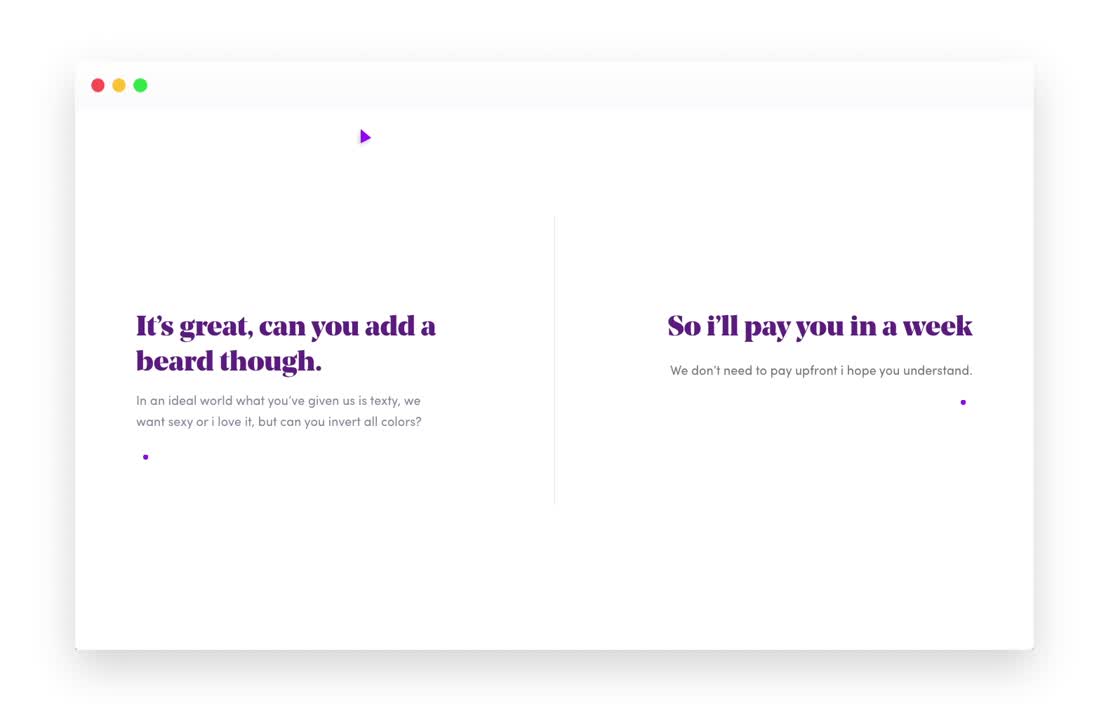 It’s great, can you add a
beard though.
In an ideal world what you’ve given us is texty, we
want sexy or i love it, but can you invert all colors?
So i’ll pay you in a week
We don’t need to pay upfront i hope you understand.